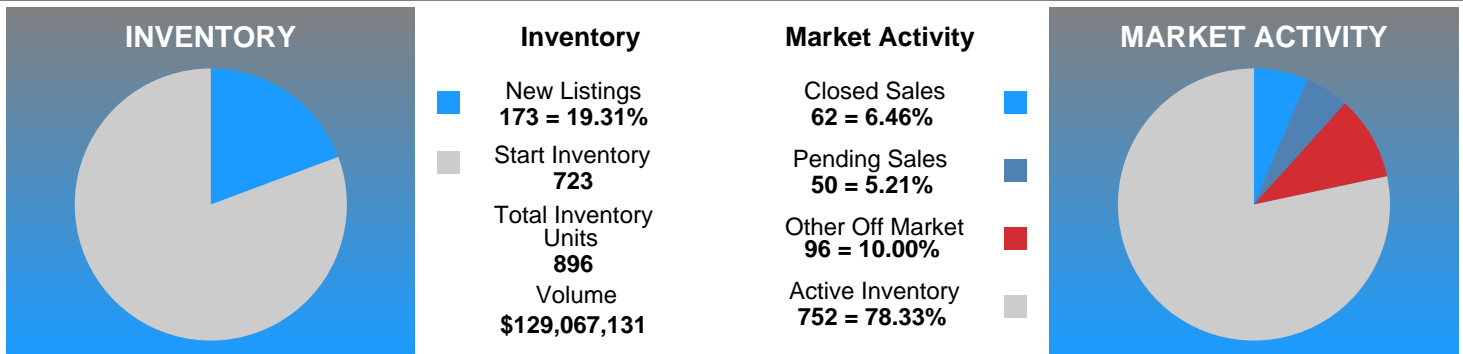 INVENTORY
Inventory
New Listings
173 = 19.31%
Start Inventory
723
Total Inventory
Units
896
Volume
$129,067,131
Market Activity
Closed Sales
62 = 6.46%
Pending Sales
50 = 5.21%
Other Off Market
96 = 10.00%
Active Inventory
752 = 78.33%
MARKET ACTIVITY